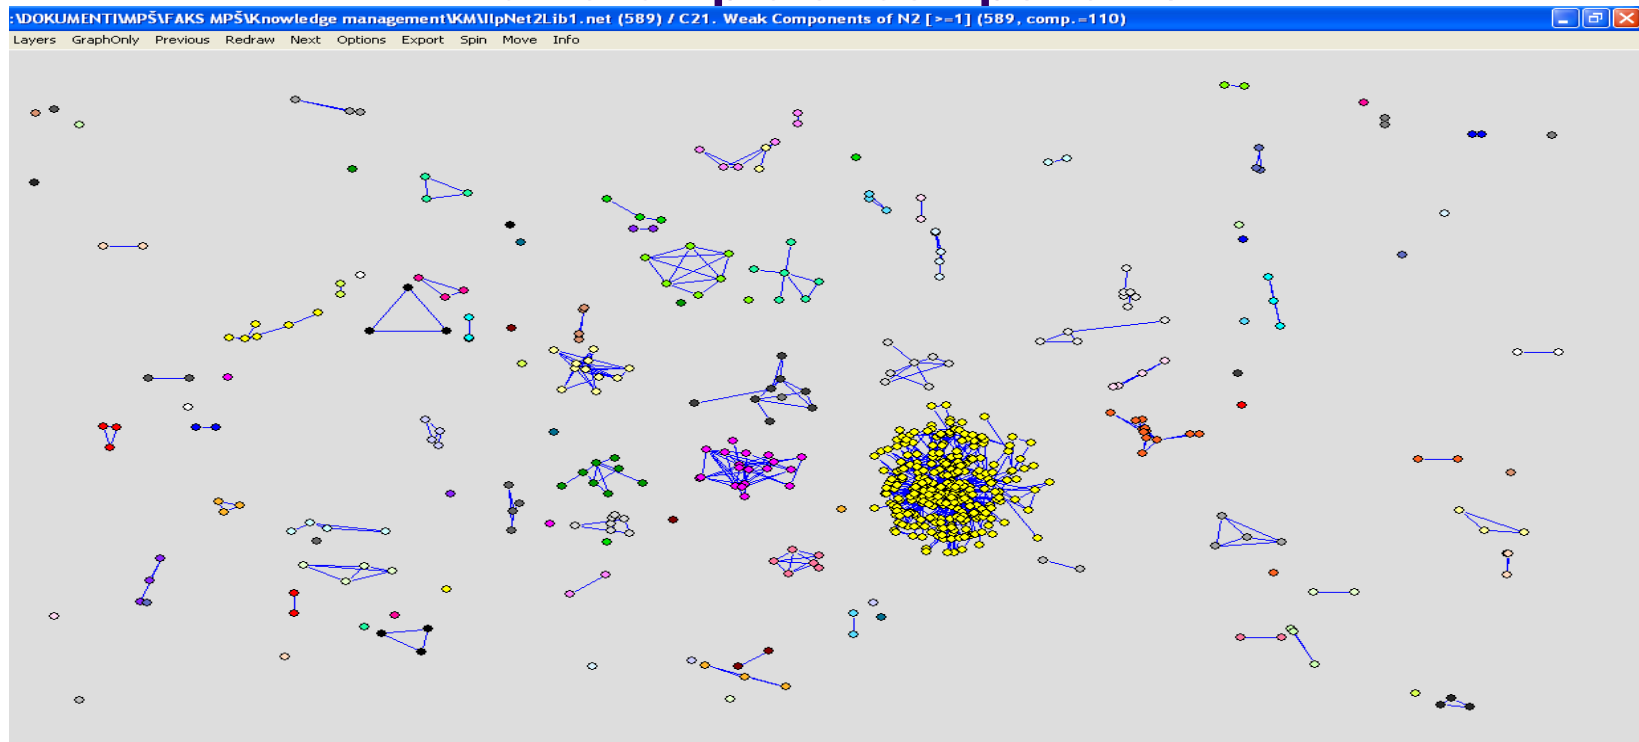 :\DOKUMENTI\MPŠ\FAKS MPŠ\Knowledge management\KM\IlpNet2Lib1.net (589) / C21. Weak Components of N2 [>=1] (589, comp.=110)
Layers GraphOnly Previous Redraw Next Options Export Spin Move Info